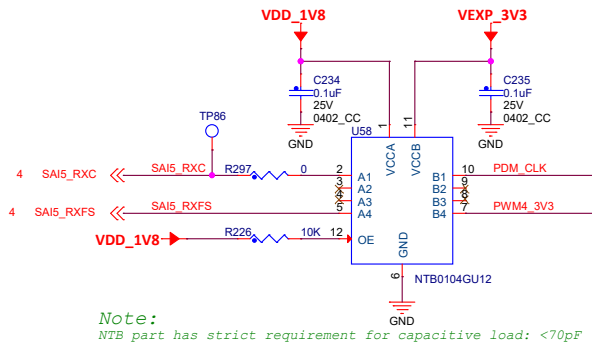 VDD_1V8 VEXP_3V3
C234
0.1uF
25V
0402_CC
GND
C235
0.1uF
25V
0402_CC
GND
TP86
U58
1 11
VCCA VCCB
4 SAI5_RXC SAI5_RXC R297 0 2 A1 B1 10 PDM_CLK
3 A2 B2 9
4 A3 B3 8
4 SAI5_RXFS SAI5_RXFS 5 A4 B4 7 PWM4_3V3
VDD_1V8 R226 10K 12 OE
GND
6
NTB0104GU12
GND
Note:
NTB part has strict requirement for capacitive load: <70pF